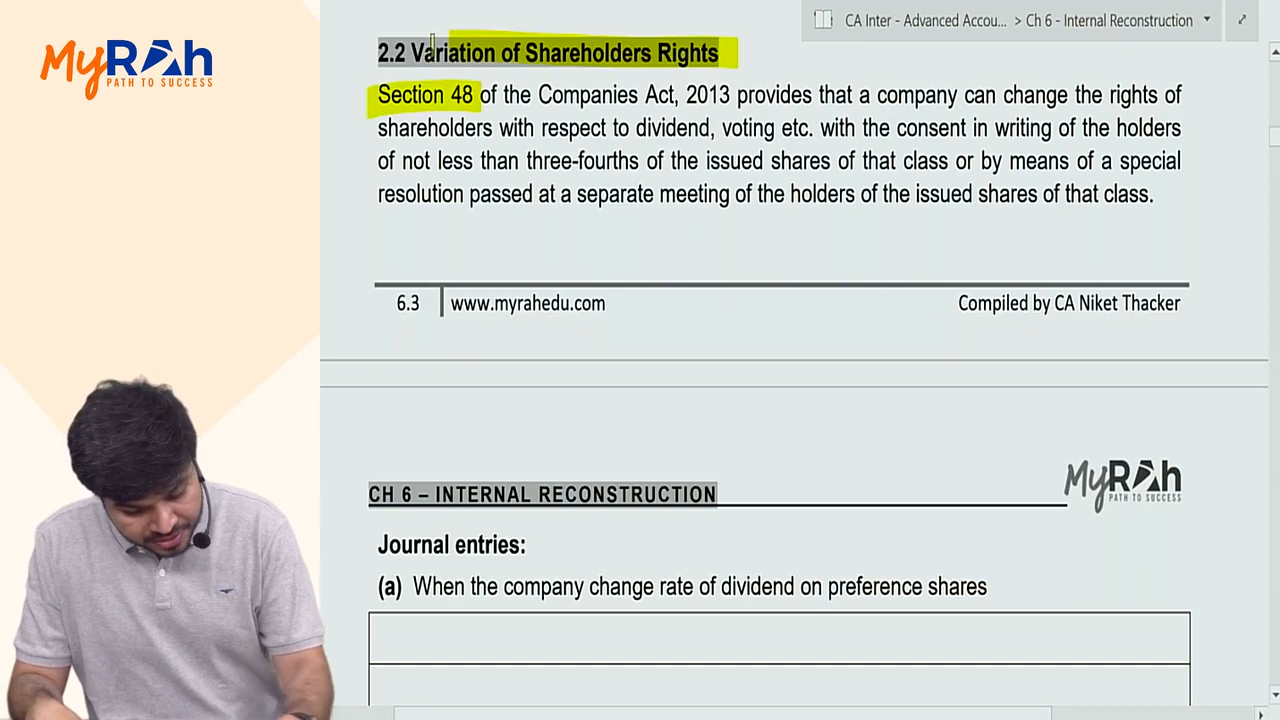 MyRAh
PATH TO SUCCESS
CA Inter - Advanced Accou... > Ch 6 - Internal Reconstruction
2.2 Variation of Shareholders Rights
Section 48 of the Companies Act, 2013 provides that a company can change the rights of
shareholders with respect to dividend, voting etc. with the consent in writing of the holders
of not less than three-fourths of the issued shares of that class or by means of a special
resolution passed at a separate meeting of the holders of the issued shares of that class.
6.3 www.myrahedu.com Compiled by CA Niket Thacker
MyRAh
PATH TO SUCCESS
CH 6 – INTERNAL RECONSTRUCTION
Journal entries:
(a) When the company change rate of dividend on preference shares